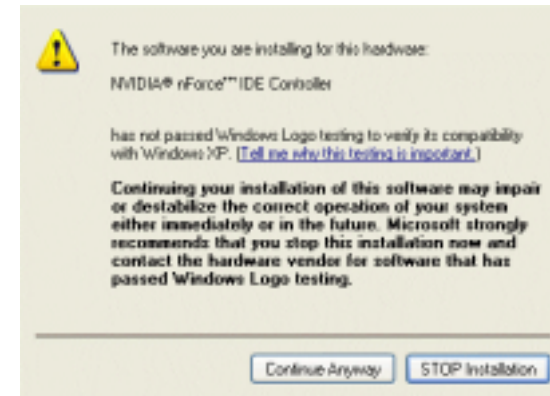 The software you are installing for this hardware:
NVIDIA® nForce™ IDE Controller
has not passed Windows Logo testing to verify its compatibility
with Windows XP. (Tell me why this testing is important.)
Continuing your installation of this software may impair
or destabilize the correct operation of your system
either immediately or in the future. Microsoft strongly
recommends that you stop this installation now and
contact the hardware vendor for software that has
passed Windows Logo testing.
Continue Anyway
STOP Installation